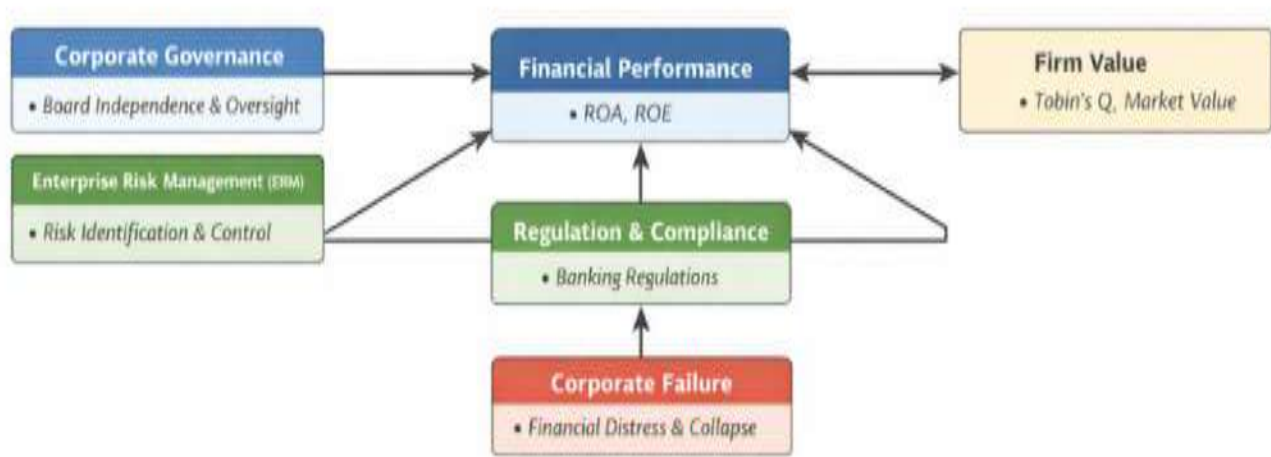 Corporate Governance
• Board Independence & Oversight
Enterprise Risk Management (ERM)
• Risk Identification & Control
Financial Performance
• ROA, ROE
Regulation & Compliance
• Banking Regulations
Corporate Failure
• Financial Distress & Collapse
Firm Value
• Tobin's Q, Market Value